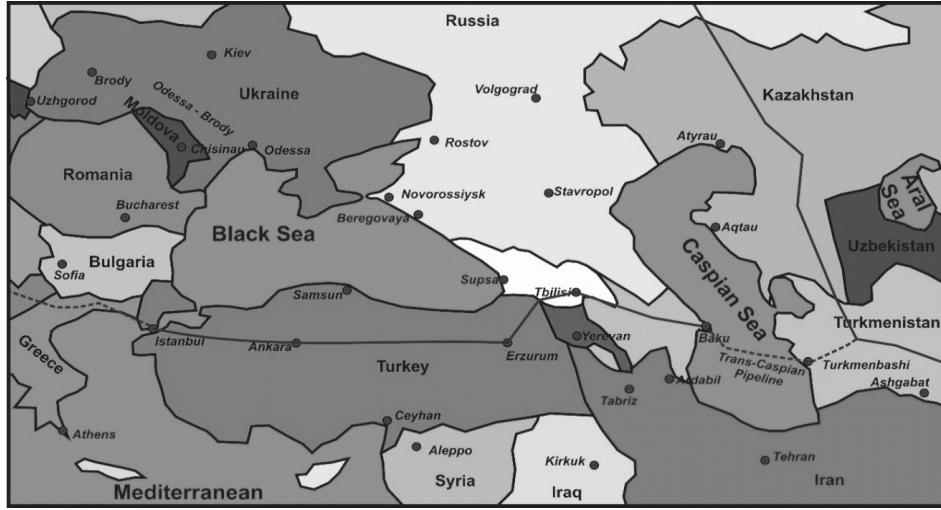 Russia
Kiev
Brody
Ukraine
Volgograd
Kazakhstan
Uzhgorod
Odessa - Brody
Moldova
Chisinau
Odessa
Rostov
Atyrau
Romania
Novorossiysk
Stavropol
Aral
Sea
Bucharest
Beregovaya
Aqtau
Black Sea
Caspian Sea
Uzbekistan
Bulgaria
Sofia
Supsa
Samsun
Tbilisi
Turkmenistan
Istanbul
Ankara
Erzurum
Yerevan
Baku
Greece
Turkey
Trans-Caspian
Pipeline
Turkmenbashi
Ardabil
Tabriz
Ashgabat
Ceyhan
Athens
Aleppo
Kirkuk
Tehran
Syria
Iran
Mediterranean
Iraq